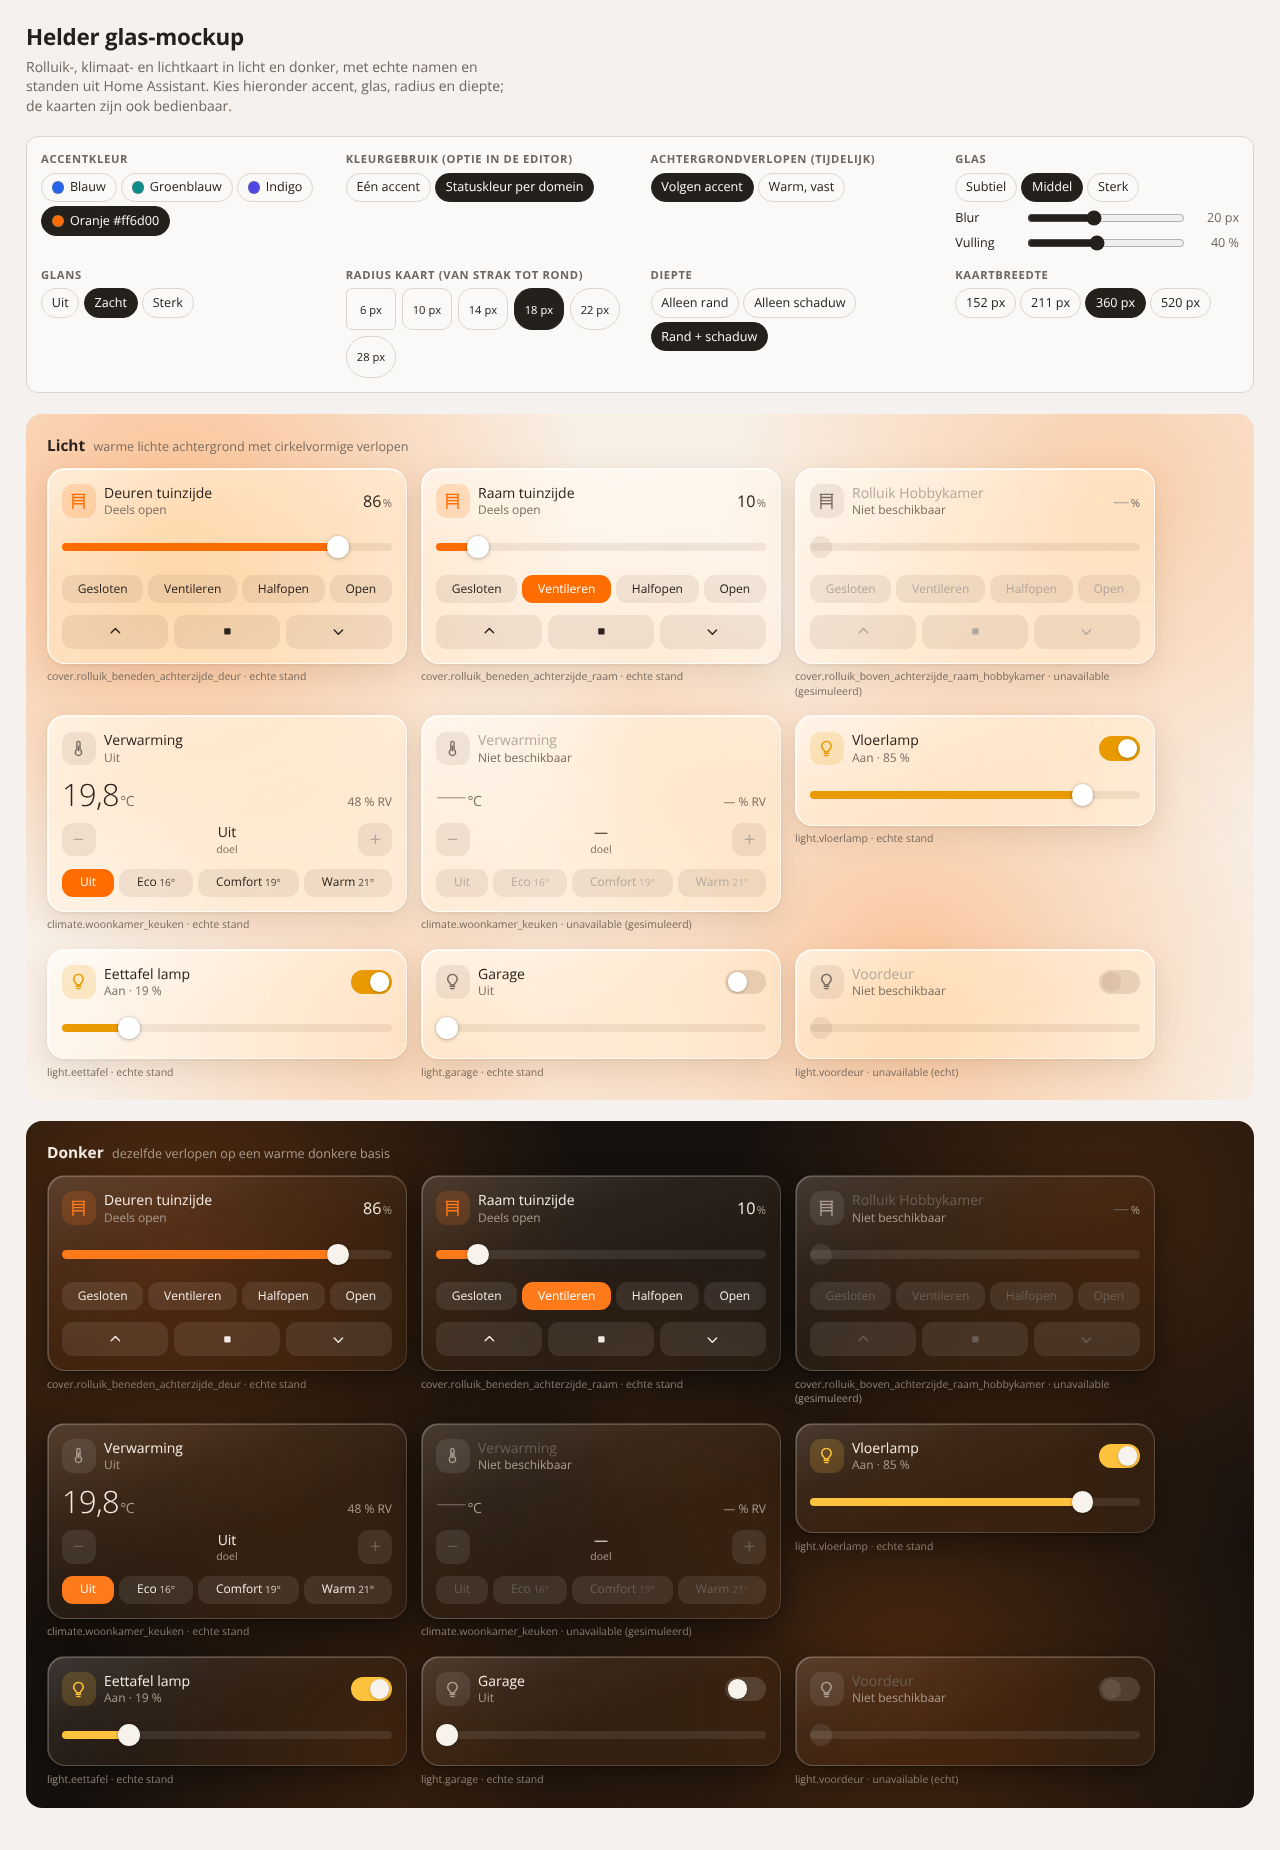 Helder glas-mockup
Rolluik-, klimaat- en lichtkaart in licht en donker, met echte namen en
standen uit Home Assistant. Kies hieronder accent, glas, radius en diepte;
de kaarten zijn ook bedienbaar.
ACCENTKLEUR
Blauw
Groenblauw
Indigo
Oranje #ff6d00
KLEURGEBRUIK (OPTIE IN DE EDITOR)
Eén accent
Statuskleur per domein
ACHTERGRONDVERLOPEN (TIJDELIJK)
Volgen accent
Warm, vast
GLAS
Subtiel
Middel
Sterk
Blur
20 px
Vulling
40 %
GLANS
Uit
Zacht
Sterk
RADIUS KAART (VAN STRAK TOT ROND)
6 px
10 px
14 px
18 px
22 px
28 px
DIEPTE
Alleen rand
Alleen schaduw
Rand + schaduw
KAARTBREEDTE
152 px
211 px
360 px
520 px
Licht warme lichte achtergrond met cirkelvormige verlopen
Deuren tuinzijde
Deels open
86 %
Gesloten
Ventileren
Halfopen
Open
cover.rolluik_beneden_achterzijde_deur · echte stand
Raam tuinzijde
Deels open
10 %
Gesloten
Ventileren
Halfopen
Open
cover.rolluik_beneden_achterzijde_raam · echte stand
Rolluik Hobbykamer
Niet beschikbaar
— %
Gesloten
Ventileren
Halfopen
Open
cover.rolluik_boven_achterzijde_raam_hobbykamer · unavailable
(gesimuleerd)
Verwarming
Uit
19,8 °C
48 % RV
−
Uit
doel
+
Uit
Eco 16°
Comfort 19°
Warm 21°
climate.woonkamer_keuken · echte stand
Verwarming
Niet beschikbaar
— °C
— % RV
−
—
doel
+
Uit
Eco 16°
Comfort 19°
Warm 21°
climate.woonkamer_keuken · unavailable (gesimuleerd)
Vloerlamp
Aan · 85 %
light.vloerlamp · echte stand
Eettafel lamp
Aan · 19 %
light.eettafel · echte stand
Garage
Uit
light.garage · echte stand
Voordeur
Niet beschikbaar
light.voordeur · unavailable (echt)
Donker dezelfde verlopen op een warme donkere basis
Deuren tuinzijde
Deels open
86 %
Gesloten
Ventileren
Halfopen
Open
cover.rolluik_beneden_achterzijde_deur · echte stand
Raam tuinzijde
Deels open
10 %
Gesloten
Ventileren
Halfopen
Open
cover.rolluik_beneden_achterzijde_raam · echte stand
Rolluik Hobbykamer
Niet beschikbaar
— %
Gesloten
Ventileren
Halfopen
Open
cover.rolluik_boven_achterzijde_raam_hobbykamer · unavailable
(gesimuleerd)
Verwarming
Uit
19,8 °C
48 % RV
−
Uit
doel
+
Uit
Eco 16°
Comfort 19°
Warm 21°
climate.woonkamer_keuken · echte stand
Verwarming
Niet beschikbaar
— °C
— % RV
−
—
doel
+
Uit
Eco 16°
Comfort 19°
Warm 21°
climate.woonkamer_keuken · unavailable (gesimuleerd)
Vloerlamp
Aan · 85 %
light.vloerlamp · echte stand
Eettafel lamp
Aan · 19 %
light.eettafel · echte stand
Garage
Uit
light.garage · echte stand
Voordeur
Niet beschikbaar
light.voordeur · unavailable (echt)